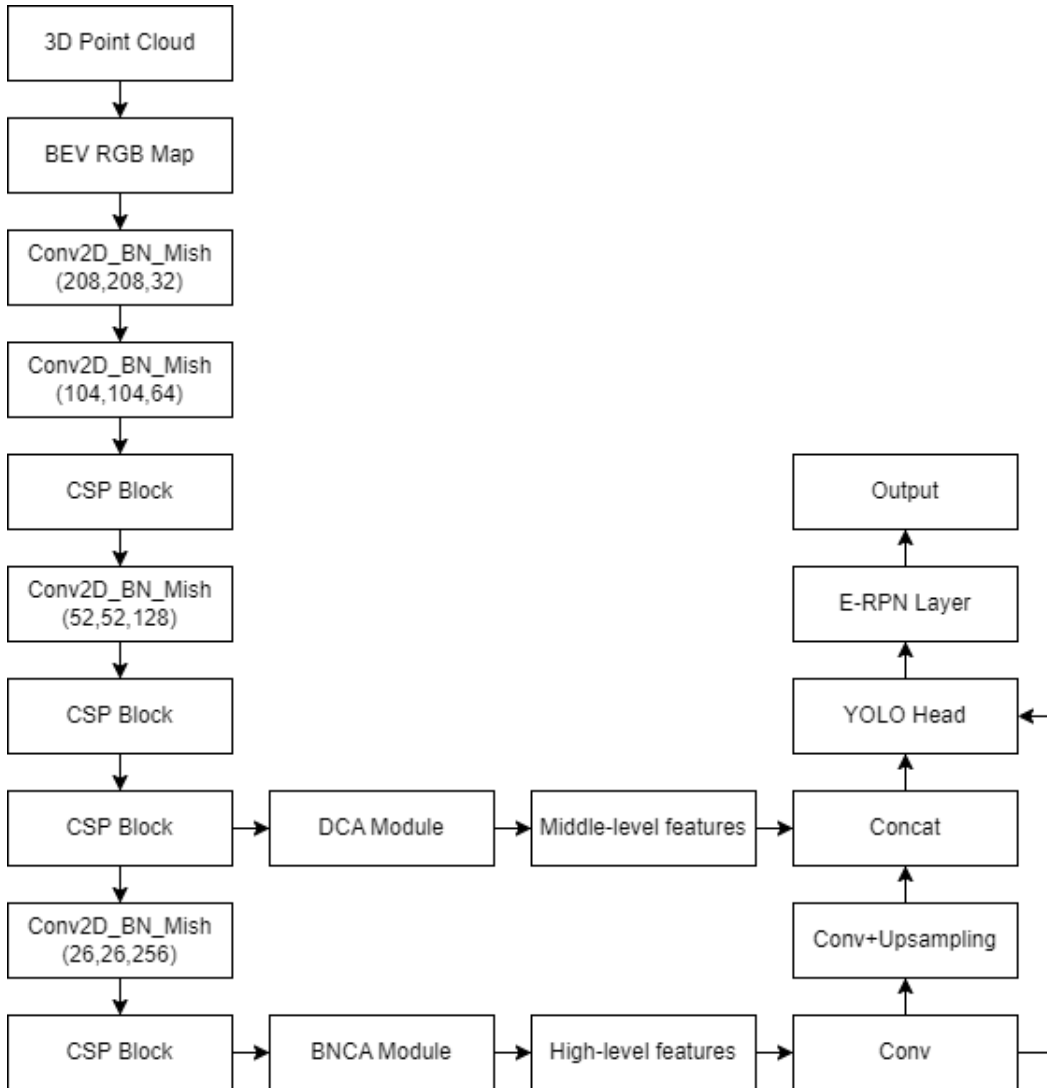 3D Point Cloud
BEV RGB Map
Conv2D_BN_Mish
(208,208,32)
Conv2D_BN_Mish
(104,104,64)
CSP Block
Conv2D_BN_Mish
(52,52,128)
CSP Block
CSP Block
DCA Module
Middle-level features
Concat
Conv2D_BN_Mish
(26,26,256)
CSP Block
BNCA Module
High-level features
Conv
Conv+Upsampling
YOLO Head
E-RPN Layer
Output